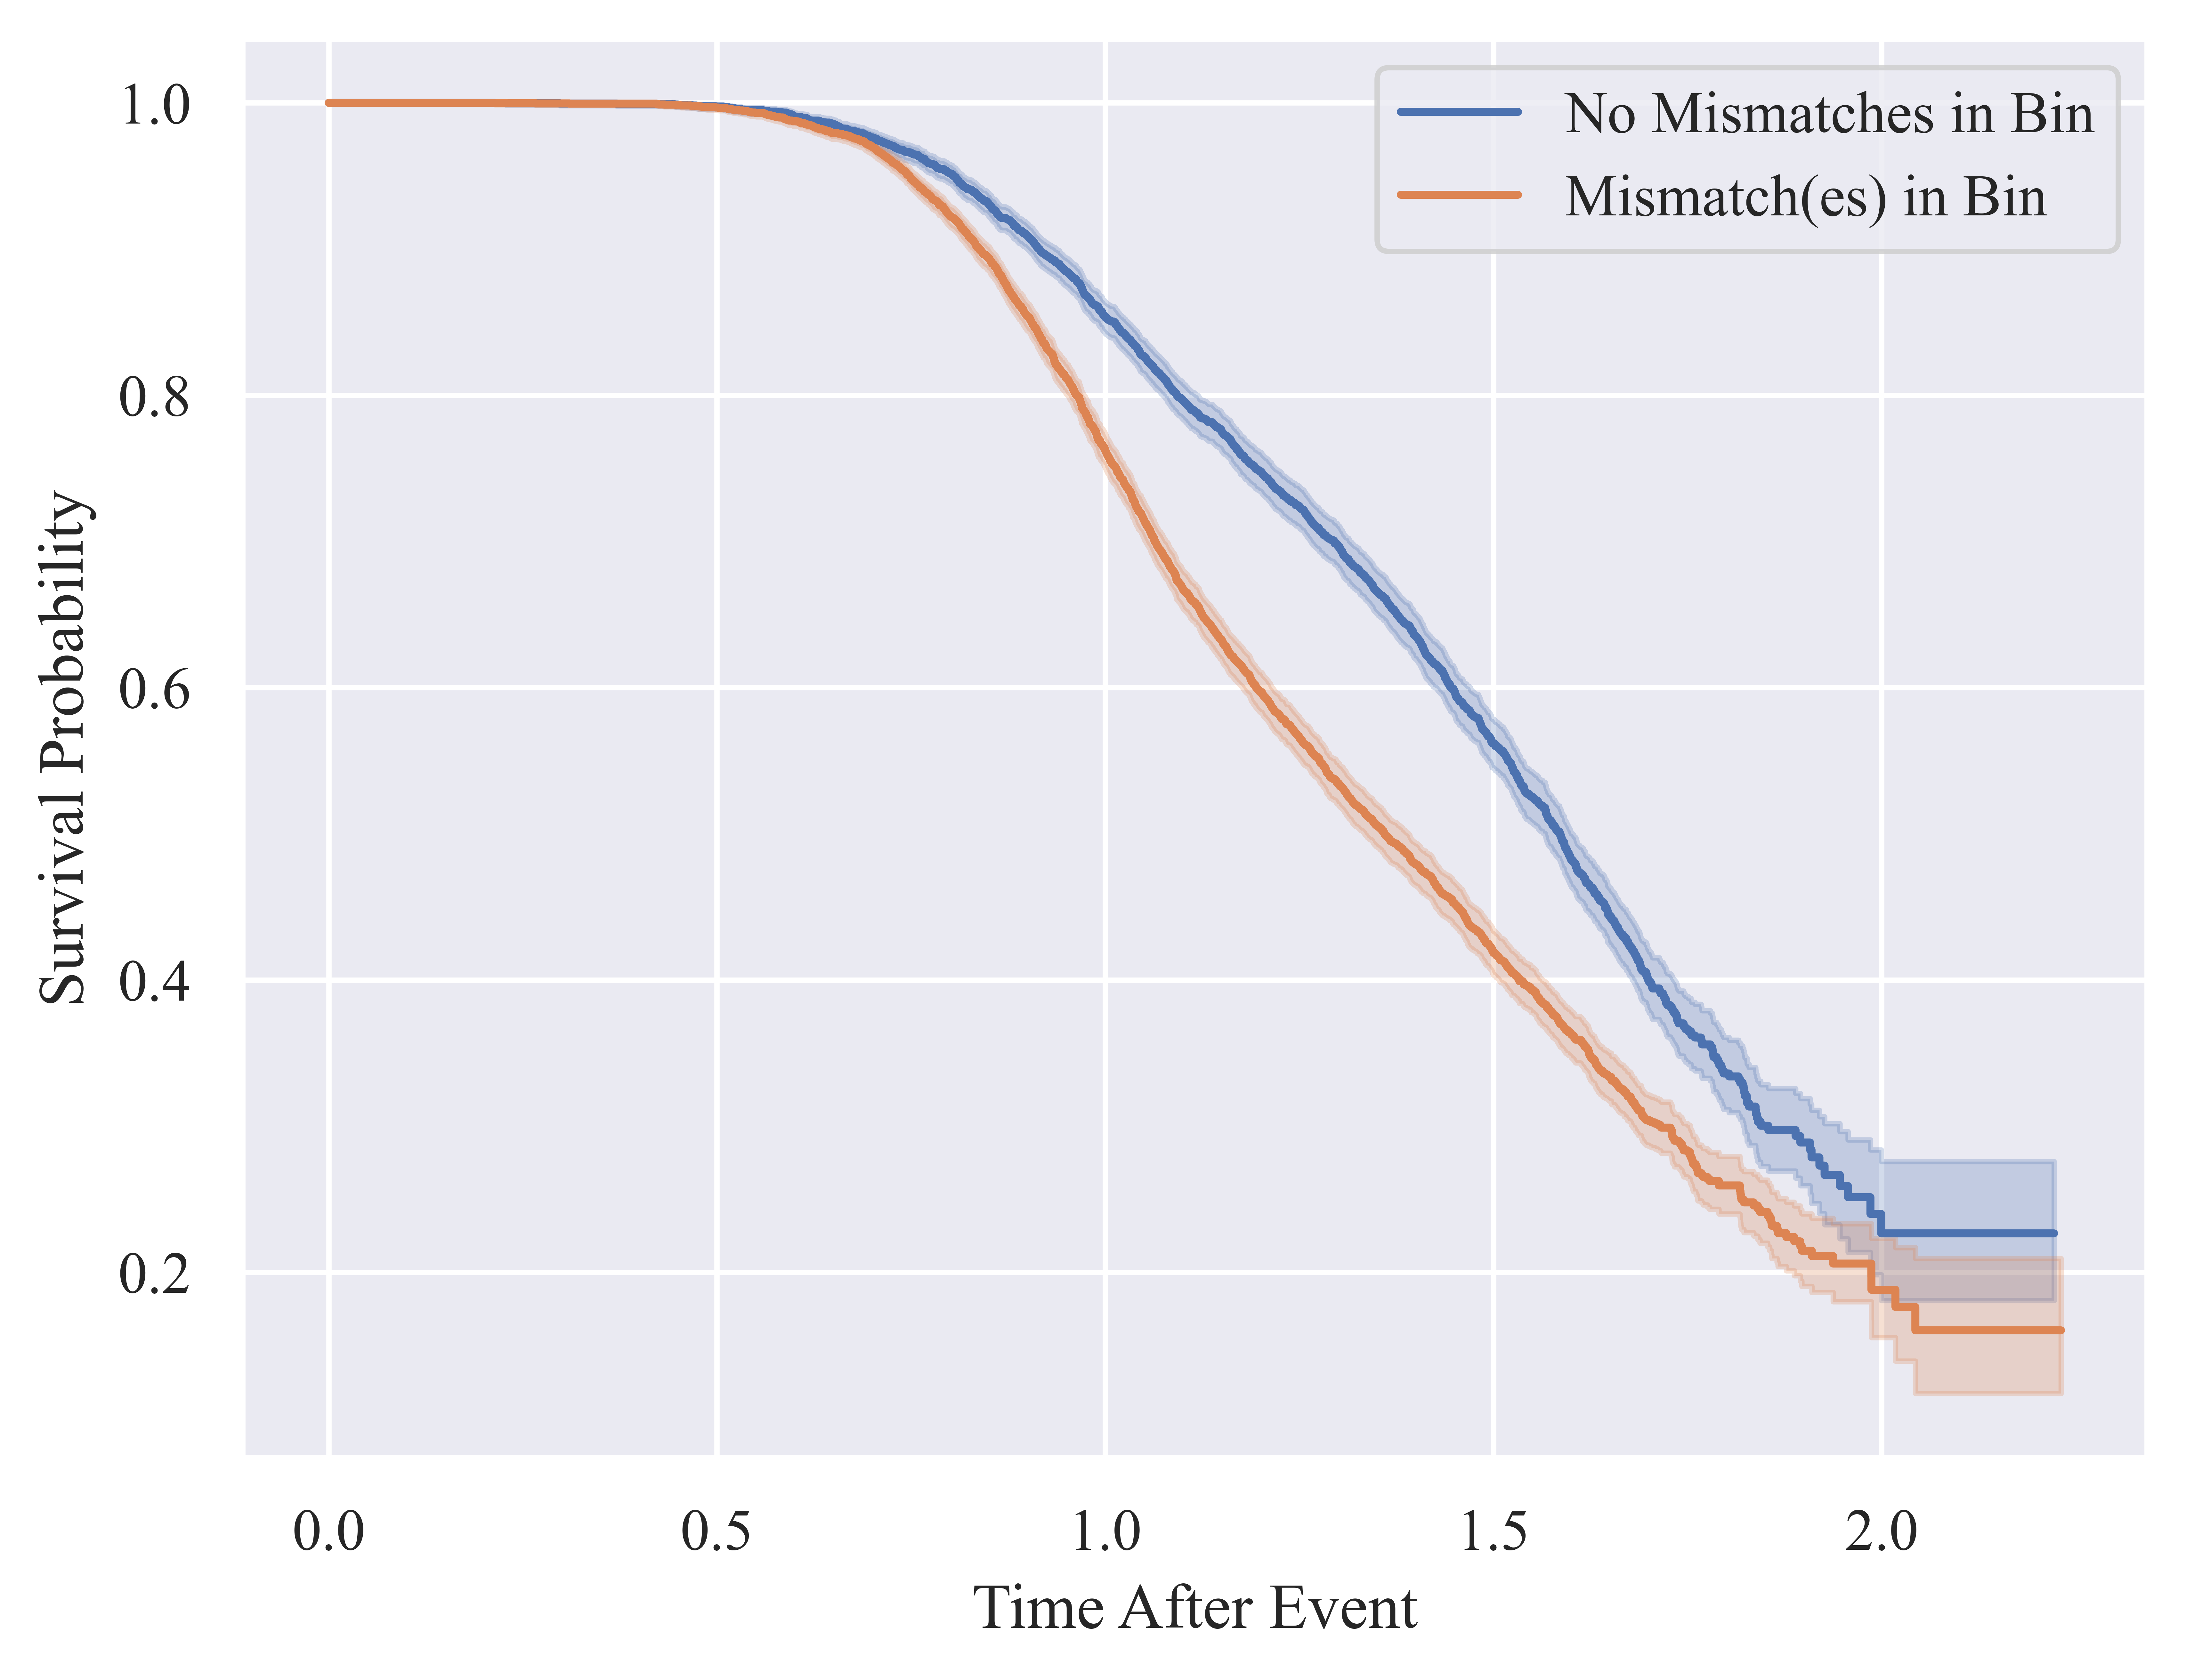 No Mismatches in Bin
Mismatch(es) in Bin
Survival Probability
1.0
0.8
0.6
0.4
0.2
0.0 0.5 1.0 1.5 2.0
Time After Event